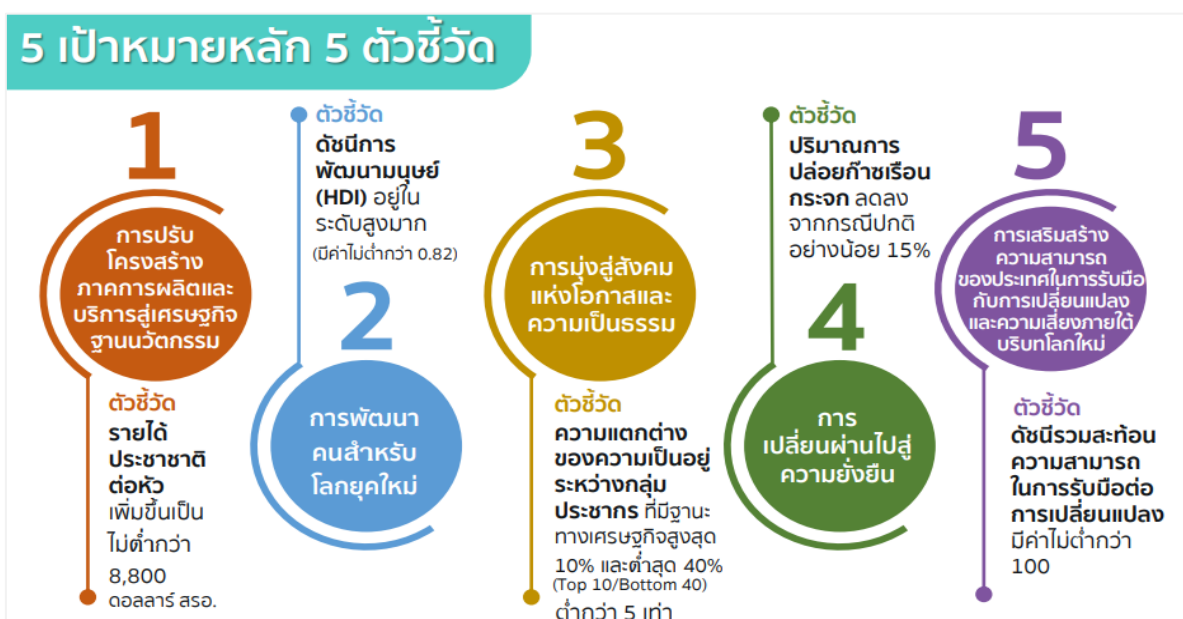 5 เป้าหมายหลัก 5 ตัวชี้วัด
1
การปรับ
โครงสร้าง
ภาคการผลิตและ
บริการสู่เศรษฐกิจ
ฐานนวัตกรรม
ตัวชี้วัด
รายได้
ประชาชาติ
ต่อหัว
เพิ่มขึ้นเป็น
ไม่ต่ำกว่า
8,800
ดอลลาร์ สรอ.
ตัวชี้วัด
ดัชนีการ
พัฒนามนุษย์
(HDI) อยู่ใน
ระดับสูงมาก
(มีค่าไม่ต่ำกว่า 0.82)
2
การพัฒนา
คนสำหรับ
โลกยุคใหม่
3
การมุ่งสู่สังคม
แห่งโอกาสและ
ความเป็นธรรม
ตัวชี้วัด
ความแตกต่าง
ของความเป็นอยู่
ระหว่างกลุ่ม
ประชากร ที่มีฐานะ
ทางเศรษฐกิจสูงสุด
10% และต่ำสุด 40%
(Top 10/Bottom 40)
ต่ำกว่า 5 เท่า
ตัวชี้วัด
ปริมาณการ
ปล่อยก๊าซเรือน
กระจก ลดลง
จากกรณีปกติ
อย่างน้อย 15%
4
การ
เปลี่ยนผ่านไปสู่
ความยั่งยืน
5
การเสริมสร้าง
ความสามารถ
ของประเทศในการรับมือ
กับการเปลี่ยนแปลง
และความเสี่ยงภายใต้
บริบทโลกใหม่
ตัวชี้วัด
ดัชนีรวมสะท้อน
ความสามารถ
ในการรับมือต่อ
การเปลี่ยนแปลง
มีค่าไม่ต่ำกว่า
100